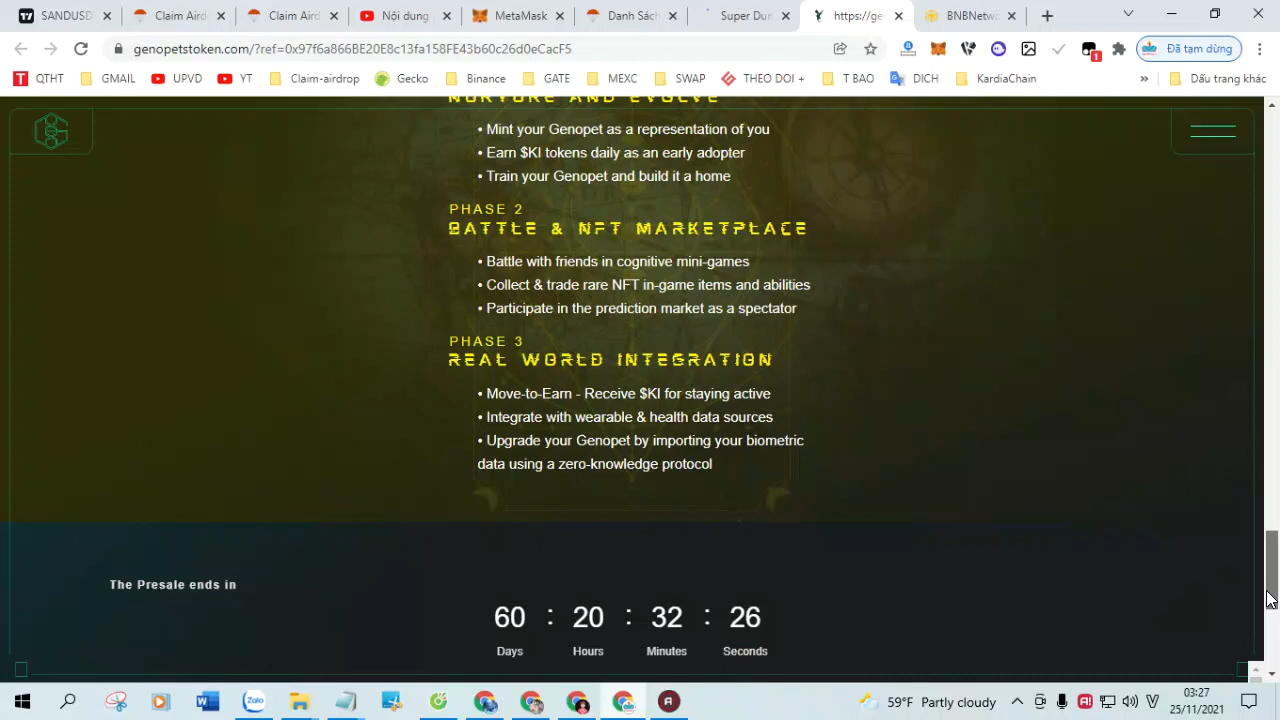 SANDUSD
Claim Aird
Claim Aird
Nội dung
MetaMask
Danh Sách
Super Dun
https://ge
BNBNetwo
genopetstoken.com/?ref=0x97f6a866BE20E8c13fa158FE43b60c26d0eCacF5
Đã tạm dừng
QTHT
GMAIL
UPVD
YT
Claim-airdrop
Gecko
Binance
GATE
MEXC
SWAP
THEO DOI +
T BAO
DICH
KardiaChain
»
Dấu trang khác
NURTURE AND EVOLVE
• Mint your Genopet as a representation of you
• Earn $KI tokens daily as an early adopter
• Train your Genopet and build it a home
PHASE 2
BATTLE & NFT MARKETPLACE
• Battle with friends in cognitive mini-games
• Collect & trade rare NFT in-game items and abilities
• Participate in the prediction market as a spectator
PHASE 3
REAL WORLD INTEGRATION
• Move-to-Earn - Receive $KI for staying active
• Integrate with wearable & health data sources
• Upgrade your Genopet by importing your biometric
data using a zero-knowledge protocol
The Presale ends in
60 : 20 : 32 : 26
Days Hours Minutes Seconds
59°F Partly cloudy
03:27
25/11/2021